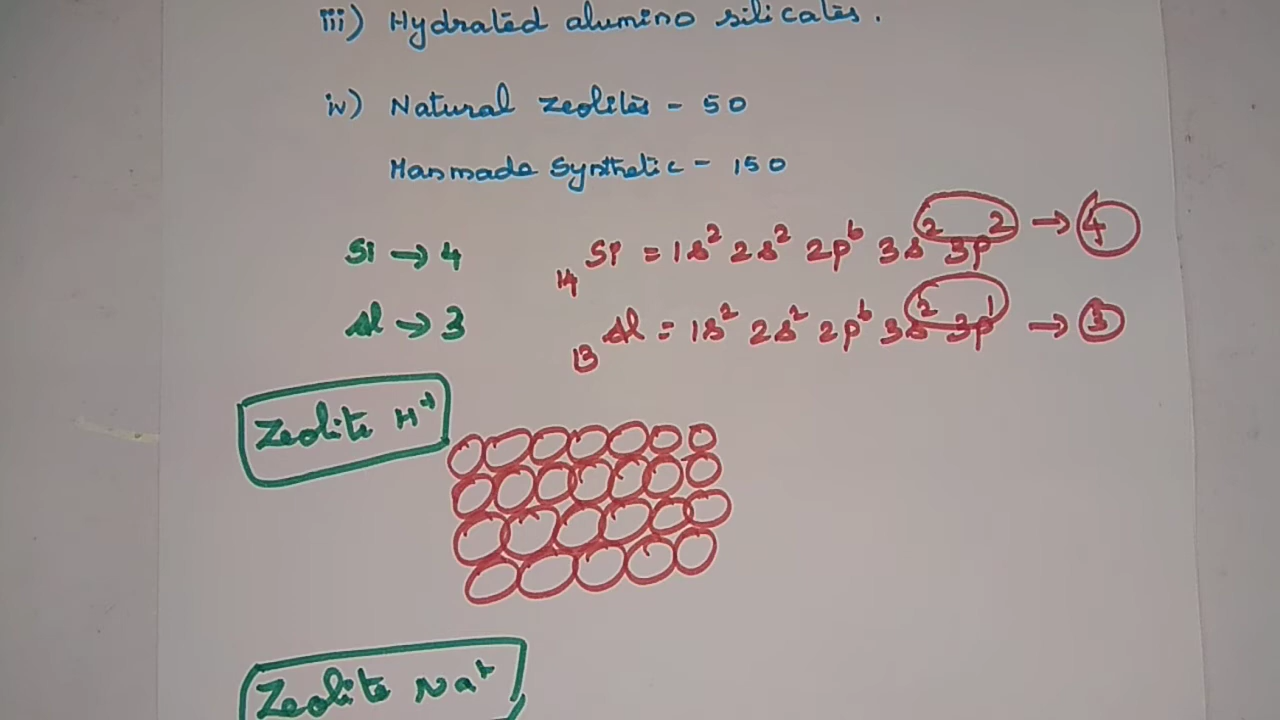 iii) Hydrated alumino silicates.
iv) Natural zeolites - 50
Manmade Synthetic - 150
Si → 4
14 Si = 1s² 2s² 2p⁶ 3s² 3p² → 4
Al → 3
13 Al = 1s² 2s² 2p⁶ 3s² 3p¹ → 3
Zeolite H⁺
Zeolite Na⁺